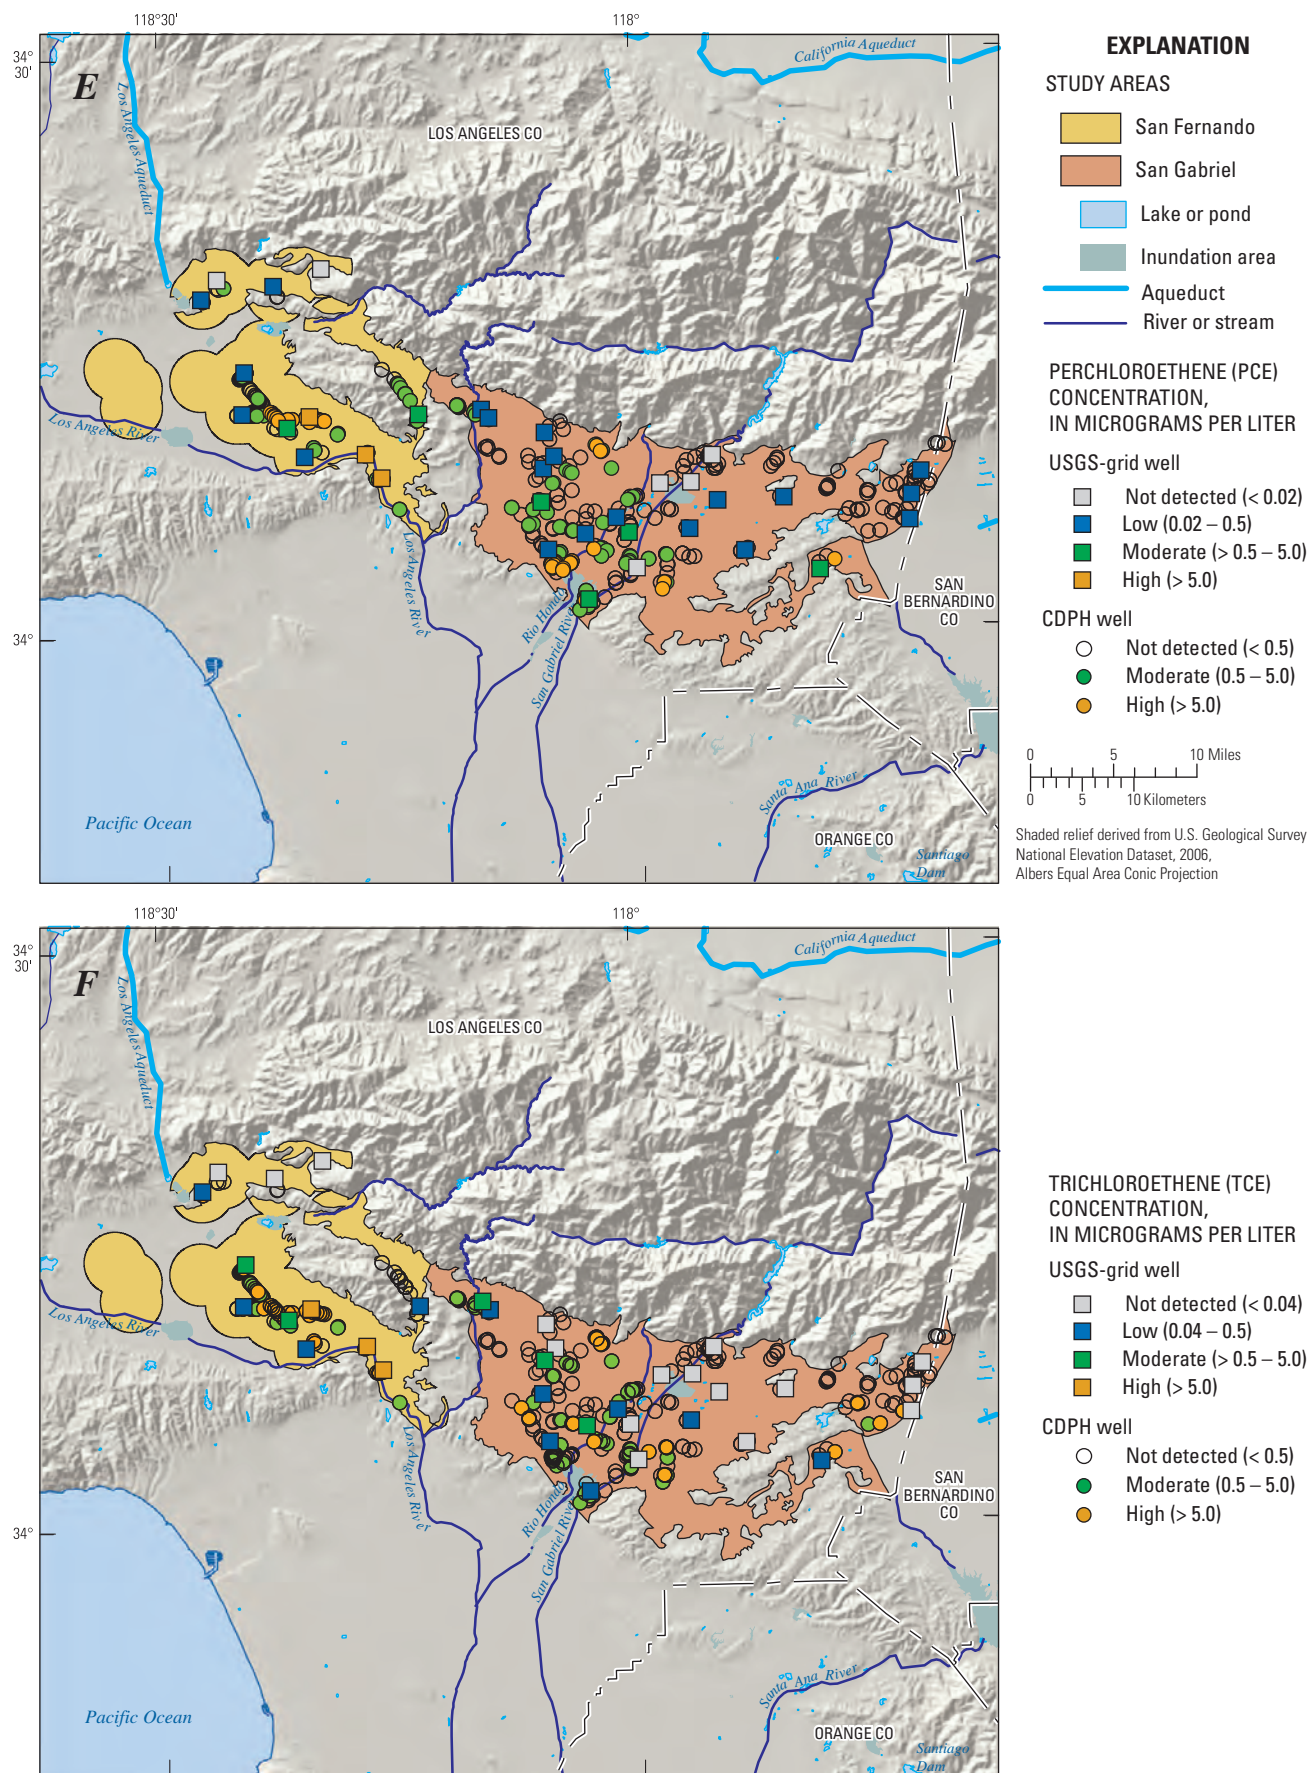 118°30'
118°
34°
30'
E
Los Angeles Aqueduct
California Aqueduct
LOS ANGELES CO
Los Angeles River
Los Angeles River
Rio Hondo
San Gabriel River
SAN
BERNARDINO
CO
34°
Santa Ana River
Pacific Ocean
ORANGE CO
Santiago
Dam
EXPLANATION
STUDY AREAS
San Fernando
San Gabriel
Lake or pond
Inundation area
Aqueduct
River or stream
PERCHLOROETHENE (PCE)
CONCENTRATION,
IN MICROGRAMS PER LITER
USGS-grid well
Not detected (< 0.02)
Low (0.02 – 0.5)
Moderate (> 0.5 – 5.0)
High (> 5.0)
CDPH well
Not detected (< 0.5)
Moderate (0.5 – 5.0)
High (> 5.0)
0 5 10 Miles
0 5 10 Kilometers
Shaded relief derived from U.S. Geological Survey
National Elevation Dataset, 2006,
Albers Equal Area Conic Projection
118°30'
118°
34°
30'
F
Los Angeles Aqueduct
California Aqueduct
LOS ANGELES CO
Los Angeles River
Los Angeles River
Rio Hondo
San Gabriel River
SAN
BERNARDINO
CO
34°
Santa Ana River
Pacific Ocean
ORANGE CO
Santiago
Dam
TRICHLOROETHENE (TCE)
CONCENTRATION,
IN MICROGRAMS PER LITER
USGS-grid well
Not detected (< 0.04)
Low (0.04 – 0.5)
Moderate (> 0.5 – 5.0)
High (> 5.0)
CDPH well
Not detected (< 0.5)
Moderate (0.5 – 5.0)
High (> 5.0)